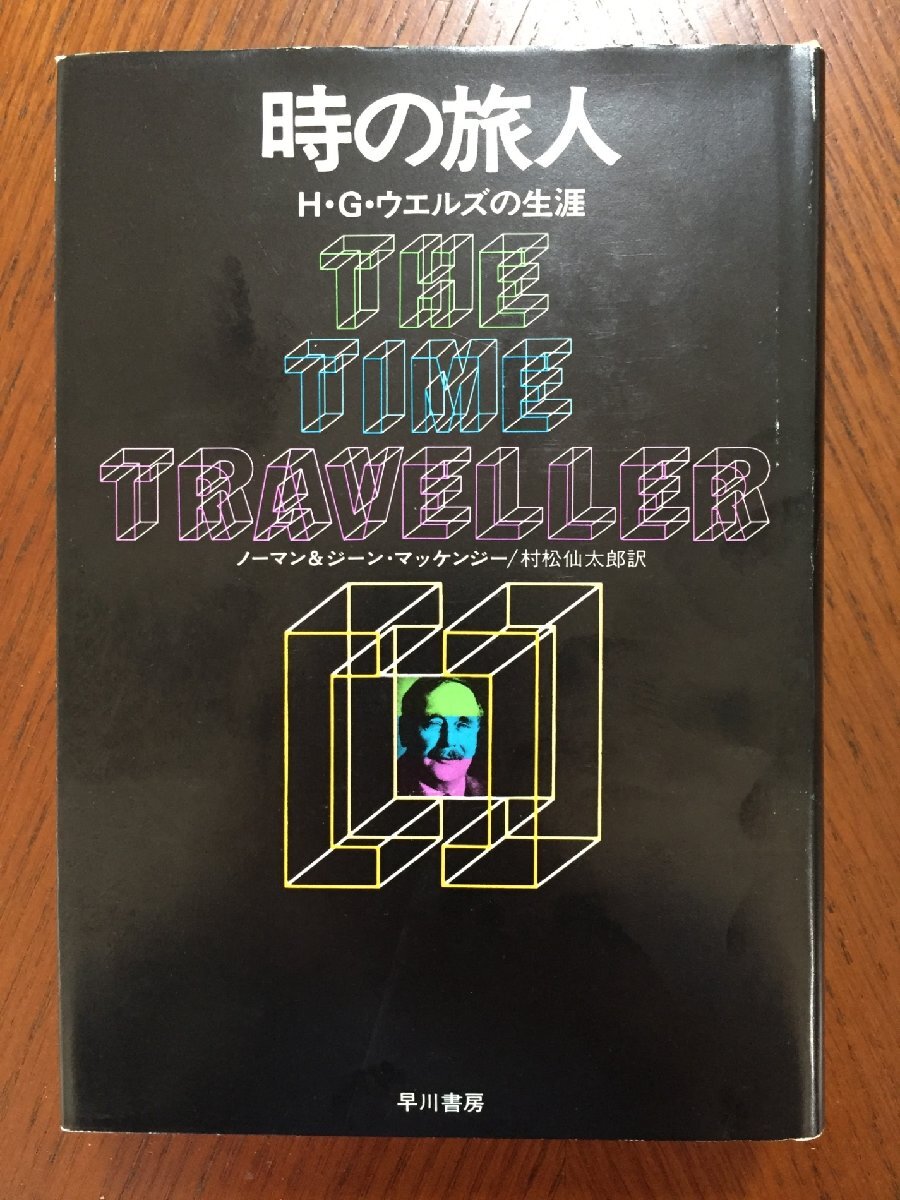 時の旅人
H・G・ウエルズの生涯
THE
TIME
TRAVELLER
ノーマン&ジーン・マッケンジー/村松仙太郎訳
早川書房